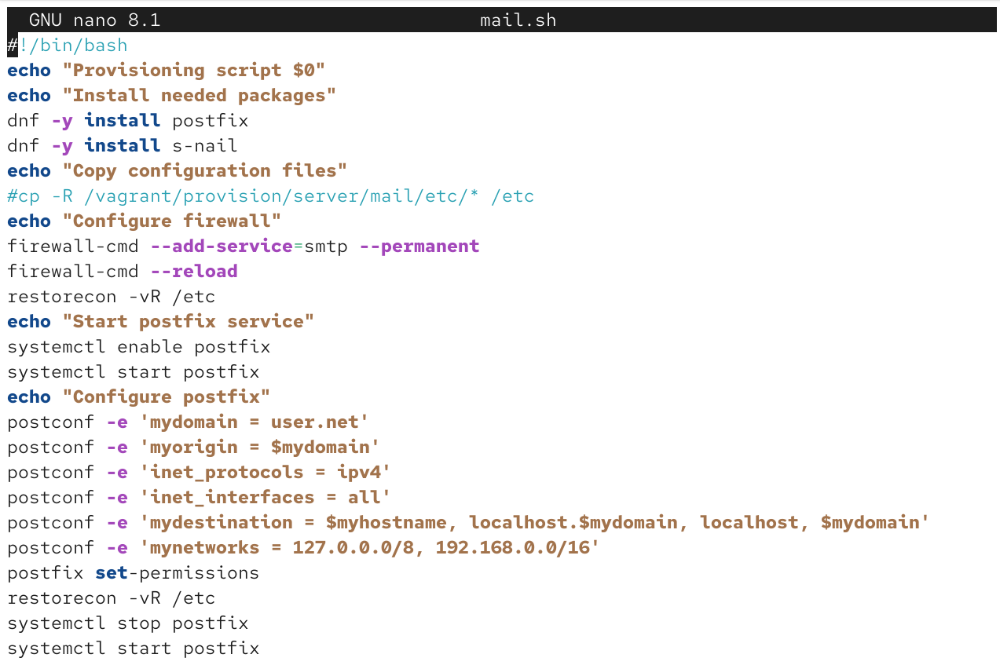 GNU nano 8.1 mail.sh
#!/bin/bash
echo "Provisioning script $0"
echo "Install needed packages"
dnf -y install postfix
dnf -y install s-nail
echo "Copy configuration files"
#cp -R /vagrant/provision/server/mail/etc/* /etc
echo "Configure firewall"
firewall-cmd --add-service=smtp --permanent
firewall-cmd --reload
restorecon -vR /etc
echo "Start postfix service"
systemctl enable postfix
systemctl start postfix
echo "Configure postfix"
postconf -e 'mydomain = user.net'
postconf -e 'myorigin = $mydomain'
postconf -e 'inet_protocols = ipv4'
postconf -e 'inet_interfaces = all'
postconf -e 'mydestination = $myhostname, localhost.$mydomain, localhost, $mydomain'
postconf -e 'mynetworks = 127.0.0.0/8, 192.168.0.0/16'
postfix set-permissions
restorecon -vR /etc
systemctl stop postfix
systemctl start postfix